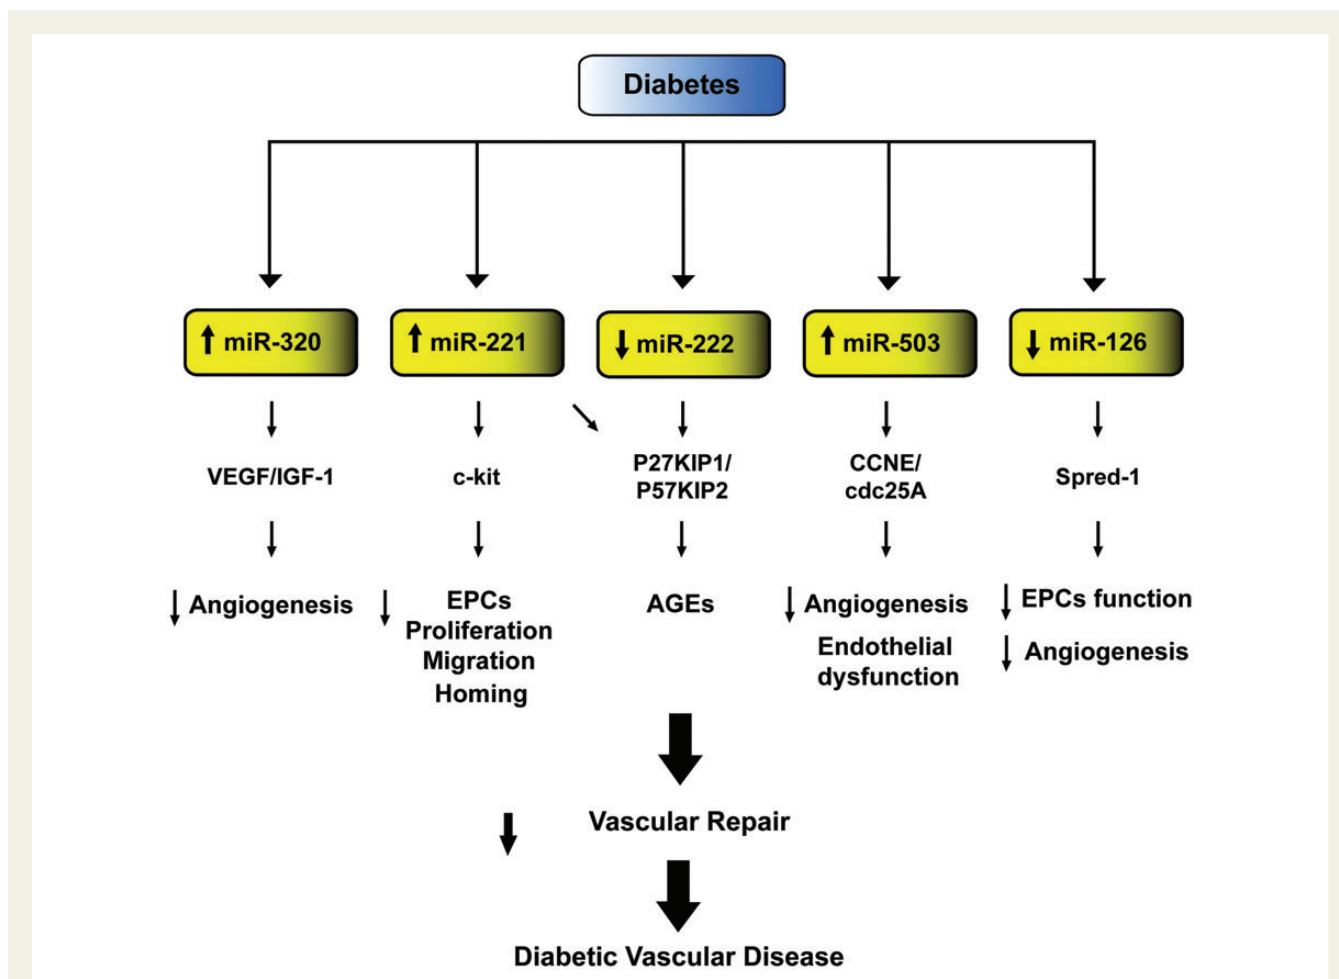 Diabetes
miR-320
miR-221
miR-222
miR-503
miR-126
VEGF/IGF-1
c-kit
P27KIP1/
P57KIP2
CCNE/
cdc25A
Spred-1
Angiogenesis
EPCs
Proliferation
Migration
Homing
AGEs
Angiogenesis
Endothelial
dysfunction
EPCs function
Angiogenesis
Vascular Repair
Diabetic Vascular Disease